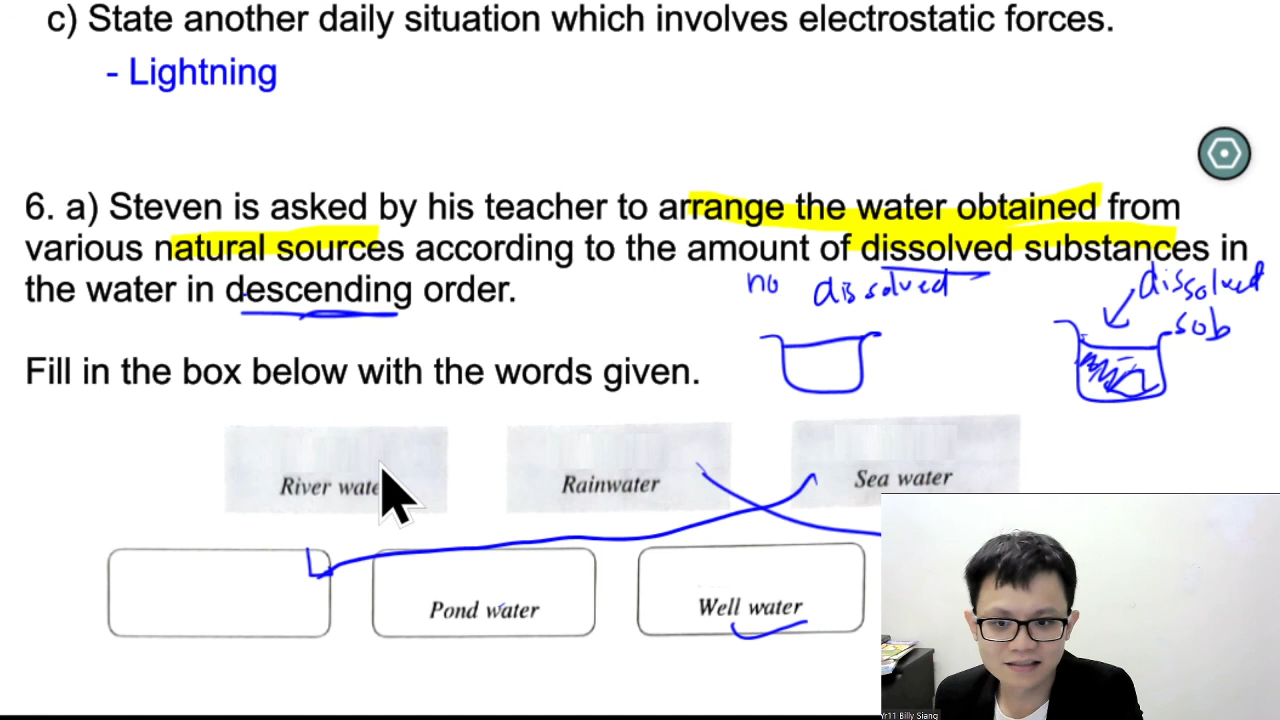 c) State another daily situation which involves electrostatic forces.
- Lightning
6. a) Steven is asked by his teacher to arrange the water obtained from
various natural sources according to the amount of dissolved substances in
the water in descending order.
no dissolved
dissolved
sub
Fill in the box below with the words given.
River wate
Rainwater
Sea water
Pond water
Well water
Yr11 Billy Siang